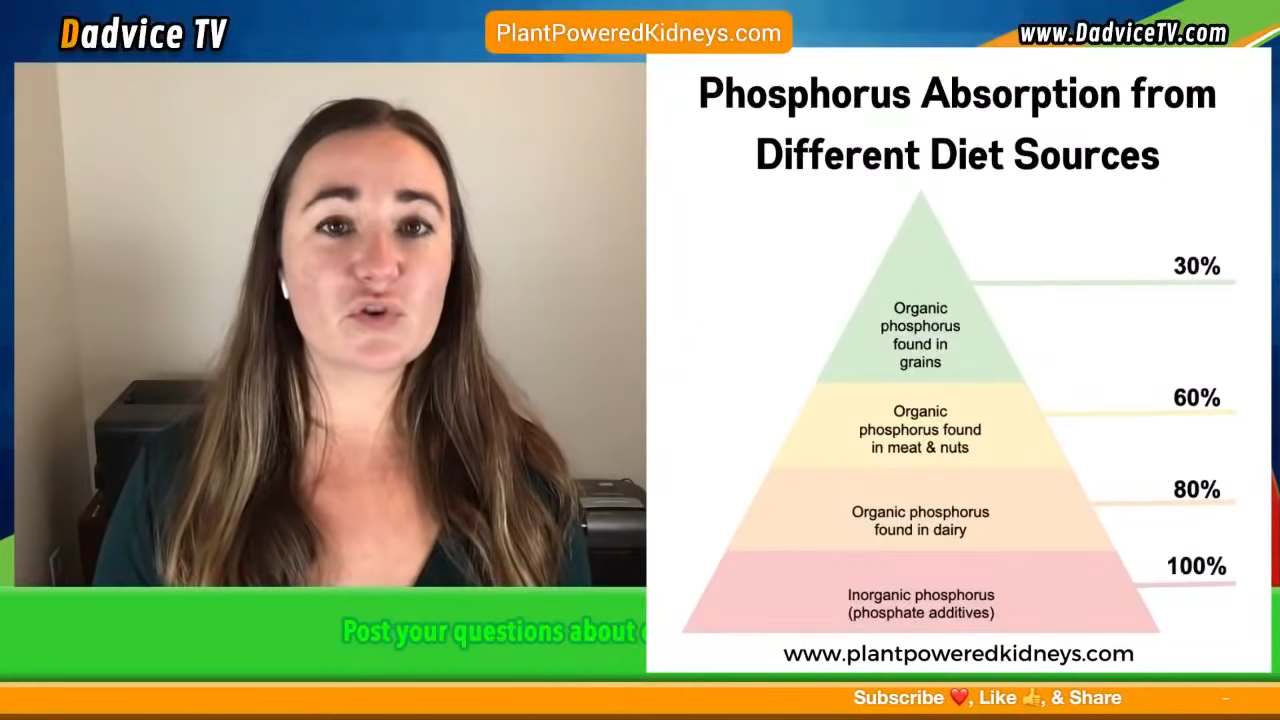 Dadvice TV
PlantPoweredKidneys.com
www.DadviceTV.com
Phosphorus Absorption from
Different Diet Sources
30%
Organic
phosphorus
found in
grains
60%
Organic
phosphorus found
in meat & nuts
80%
Organic phosphorus
found in dairy
100%
Inorganic phosphorus
(phosphate additives)
www.plantpoweredkidneys.com
Post your questions about
Subscribe ❤️, Like 👍, & Share